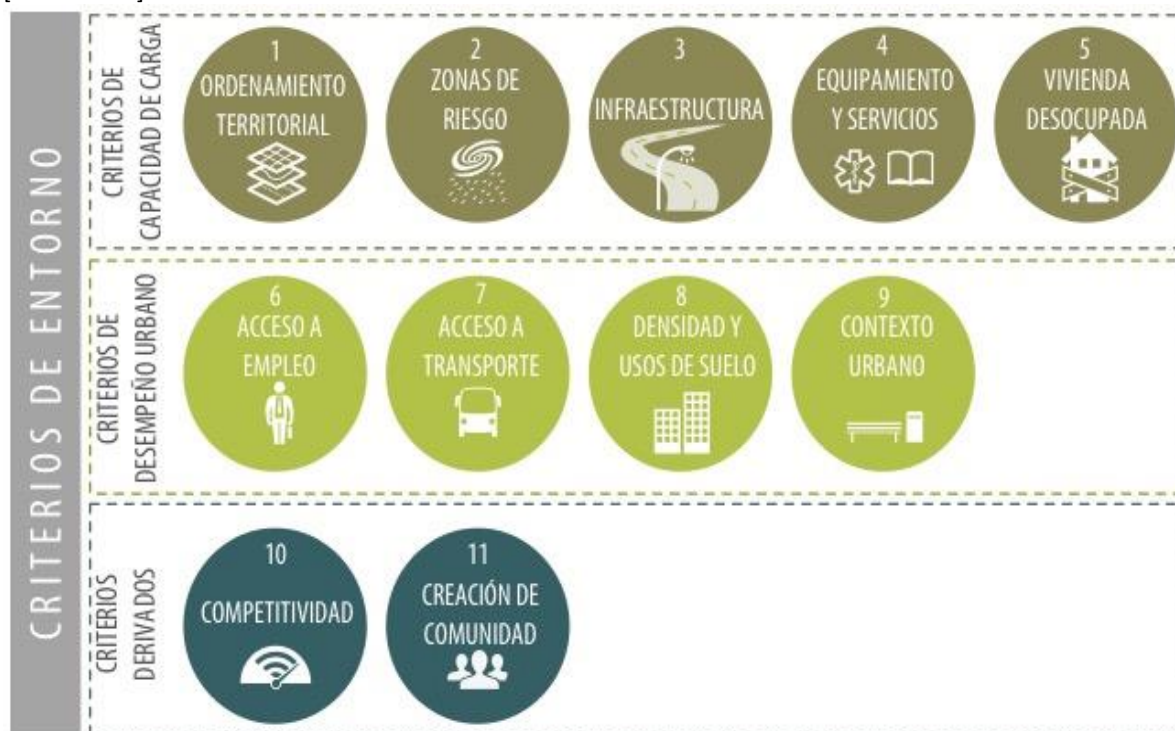 CRITERIOS DE ENTORNO
CRITERIOS DE
CAPACIDAD DE CARGA
1
ORDENAMIENTO
TERRITORIAL
2
ZONAS DE
RIESGO
3
INFRAESTRUCTURA
4
EQUIPAMIENTO
Y SERVICIOS
5
VIVIENDA
DESOCUPADA
CRITERIOS DE
DESEMPEÑO URBANO
6
ACCESO A
EMPLEO
7
ACCESO A
TRANSPORTE
8
DENSIDAD Y
USOS DE SUELO
9
CONTEXTO
URBANO
CRITERIOS
DERIVADOS
10
COMPETITIVIDAD
11
CREACIÓN DE
COMUNIDAD